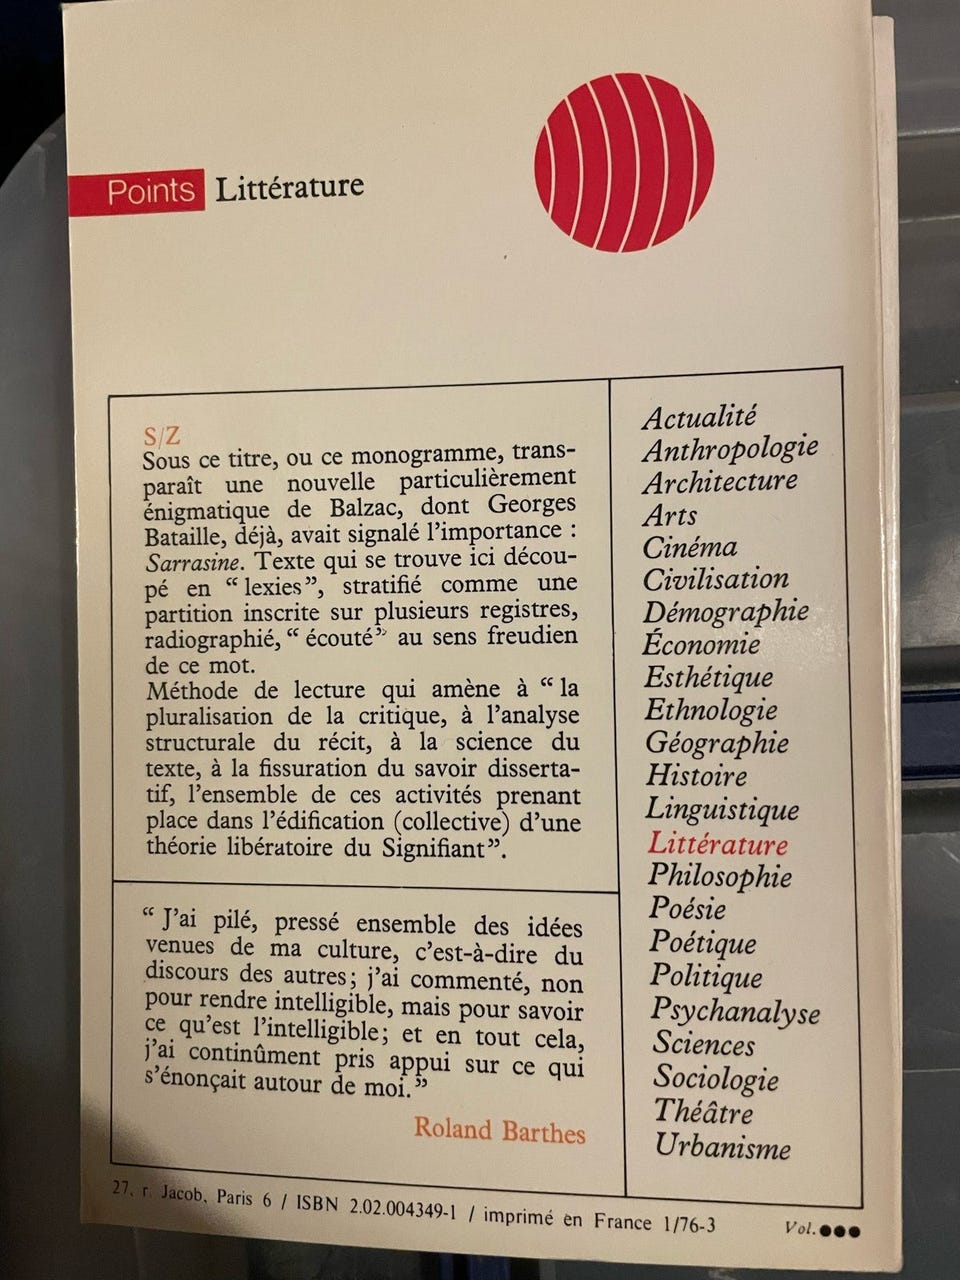 Points Littérature
S/Z
Sous ce titre, ou ce monogramme, trans-
paraît une nouvelle particulièrement
énigmatique de Balzac, dont Georges
Bataille, déjà, avait signalé l'importance :
Sarrasine. Texte qui se trouve ici décou-
pé en “ lexies”, stratifié comme une
partition inscrite sur plusieurs registres,
radiographié, “ écouté” au sens freudien
de ce mot.
Méthode de lecture qui amène à “ la
pluralisation de la critique, à l'analyse
structurale du récit, à la science du
texte, à la fissuration du savoir disserta-
tif, l'ensemble de ces activités prenant
place dans l'édification (collective) d'une
théorie libératoire du Signifiant”.
“ J'ai pilé, pressé ensemble des idées
venues de ma culture, c'est-à-dire du
discours des autres; j'ai commenté, non
pour rendre intelligible, mais pour savoir
ce qu'est l'intelligible; et en tout cela,
j'ai continûment pris appui sur ce qui
s'énonçait autour de moi.”
Roland Barthes
Actualité
Anthropologie
Architecture
Arts
Cinéma
Civilisation
Démographie
Économie
Esthétique
Ethnologie
Géographie
Histoire
Linguistique
Littérature
Philosophie
Poésie
Poétique
Politique
Psychanalyse
Sciences
Sociologie
Théâtre
Urbanisme
27, r. Jacob, Paris 6 / ISBN 2.02.004349-1 / imprimé en France 1/76-3
Vol. ●●●